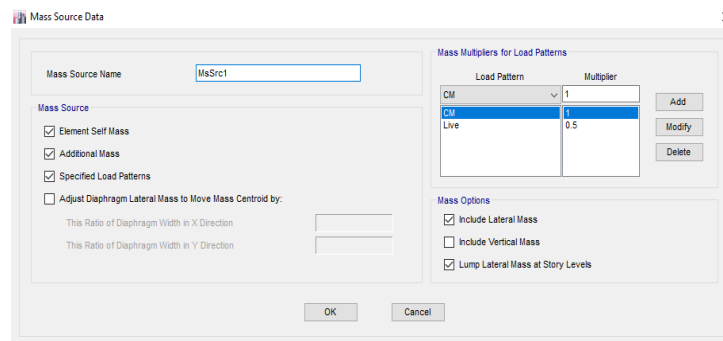 Mass Source Data
Mass Source Name
MsSrc1
Mass Source
Element Self Mass
Additional Mass
Specified Load Patterns
Adjust Diaphragm Lateral Mass to Move Mass Centroid by:
This Ratio of Diaphragm Width in X Direction
This Ratio of Diaphragm Width in Y Direction
Mass Multipliers for Load Patterns
Load Pattern Multiplier
CM 1
CM 1
Live 0.5
Add
Modify
Delete
Mass Options
Include Lateral Mass
Include Vertical Mass
Lump Lateral Mass at Story Levels
OK Cancel